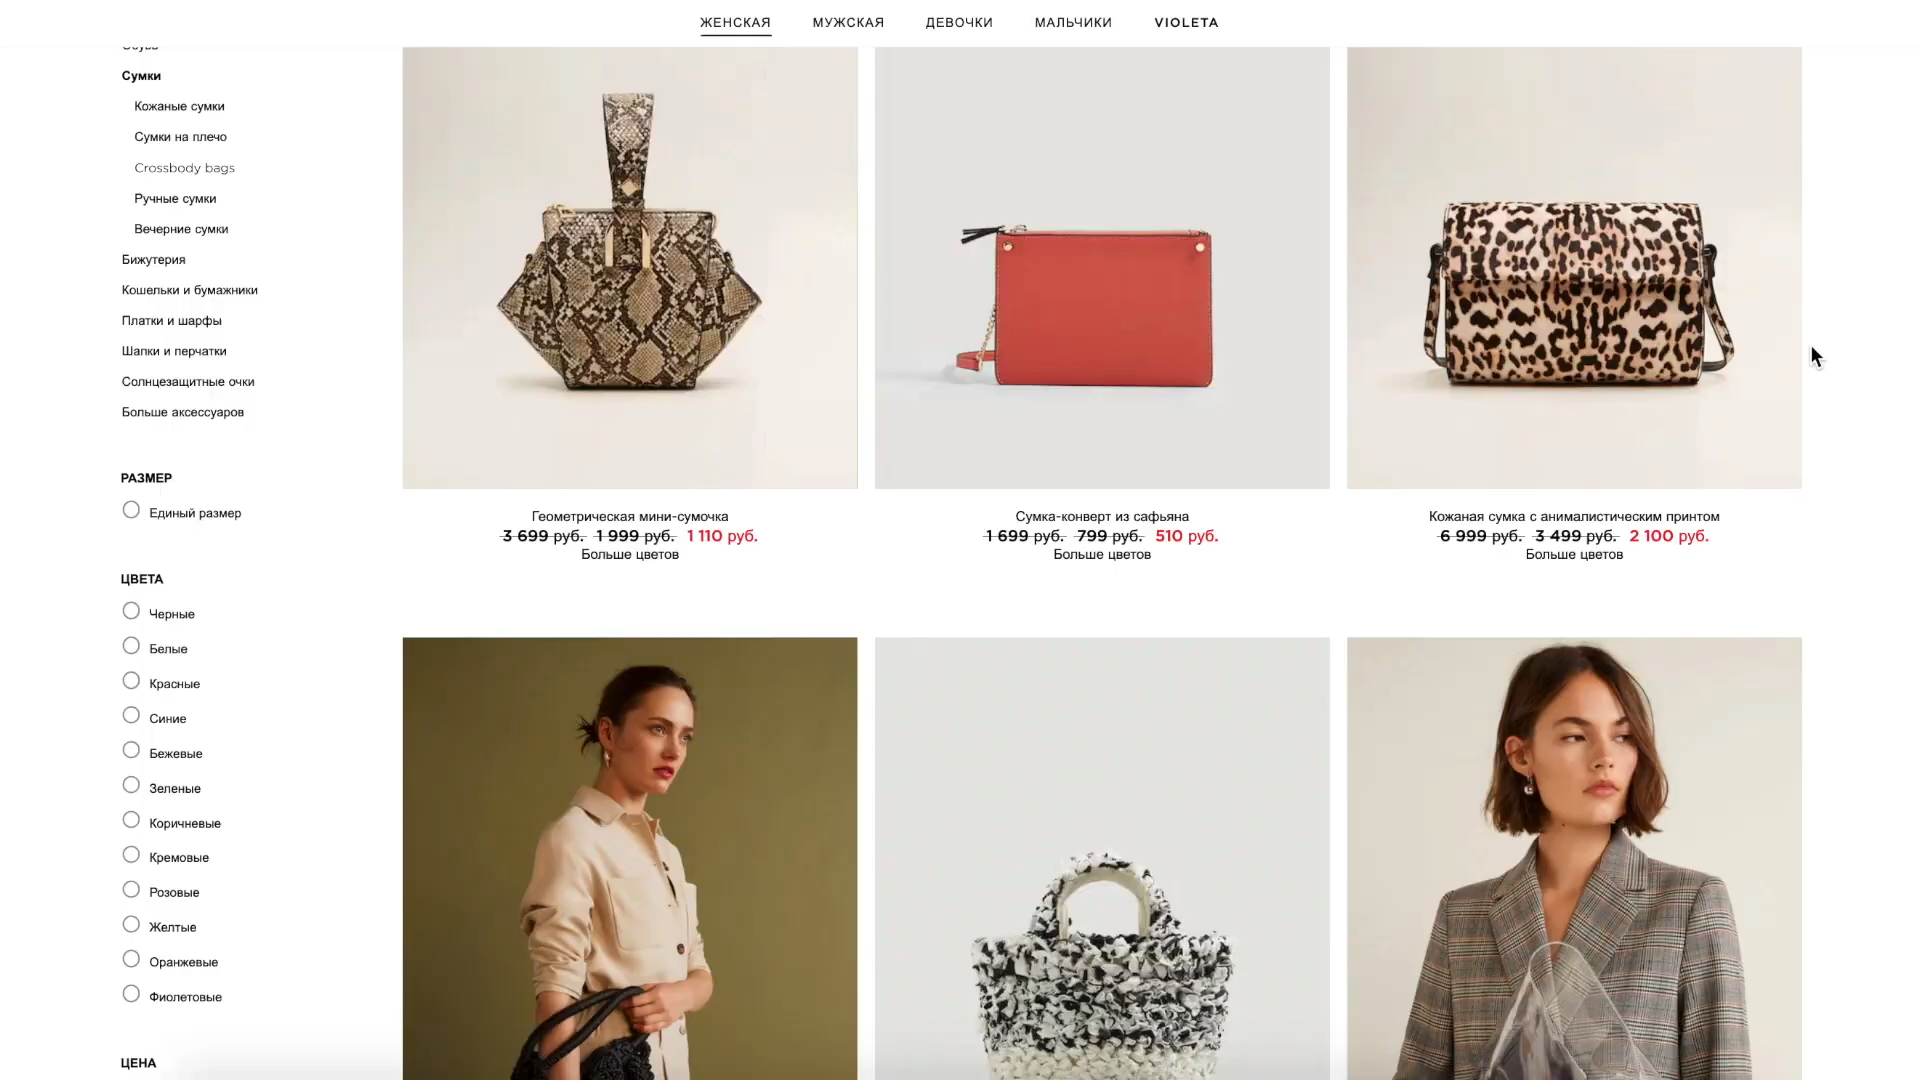 ЖЕНСКАЯ МУЖСКАЯ ДЕВОЧКИ МАЛЬЧИКИ VIOLETA
Обувь
Сумки
Кожаные сумки
Сумки на плечо
Crossbody bags
Ручные сумки
Вечерние сумки
Бижутерия
Кошельки и бумажники
Платки и шарфы
Шапки и перчатки
Солнцезащитные очки
Больше аксессуаров
РАЗМЕР
Единый размер
ЦВЕТА
Черные
Белые
Красные
Синие
Бежевые
Зеленые
Коричневые
Кремовые
Розовые
Желтые
Оранжевые
Фиолетовые
ЦЕНА
Геометрическая мини-сумочка
3 699 руб. 1 999 руб. 1 110 руб.
Больше цветов
Сумка-конверт из сафьяна
1 699 руб. 799 руб. 510 руб.
Больше цветов
Кожаная сумка с анималистическим принтом
6 999 руб. 3 499 руб. 2 100 руб.
Больше цветов